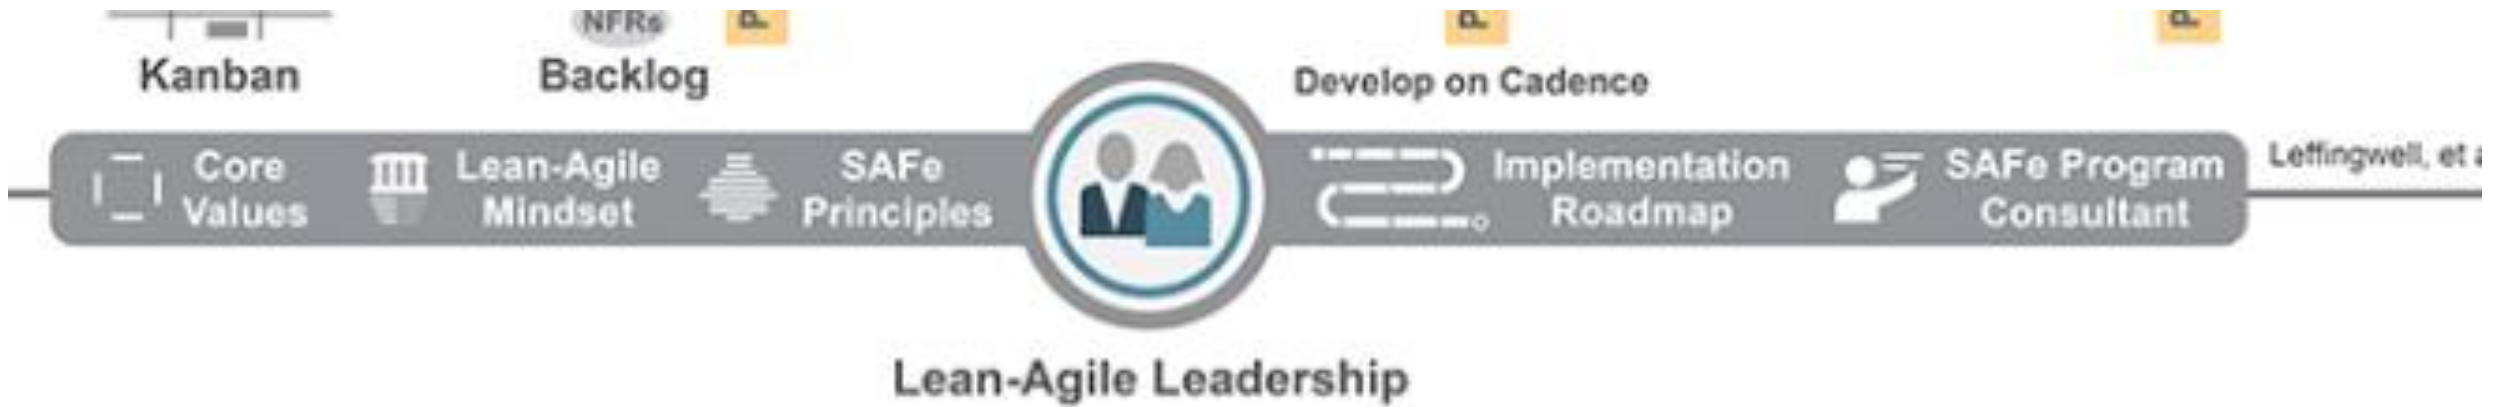 NFRs
Kanban
Backlog
Develop on Cadence
Core
Values
Lean-Agile
Mindset
SAFe
Principles
Implementation
Roadmap
SAFe Program
Consultant
Leffingwell, et
Lean-Agile Leadership